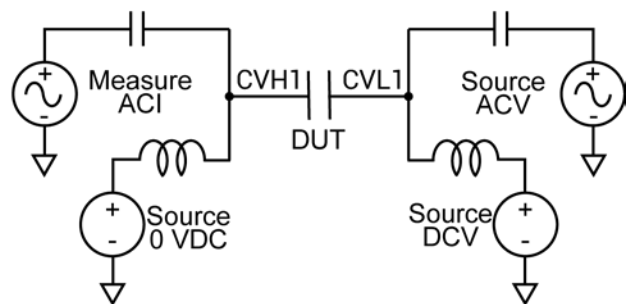 +
-
Measure
ACI
CVH1
DUT
CVL1
Source
ACV
+
-
+
-
Source
0 VDC
Source
DCV
+
-